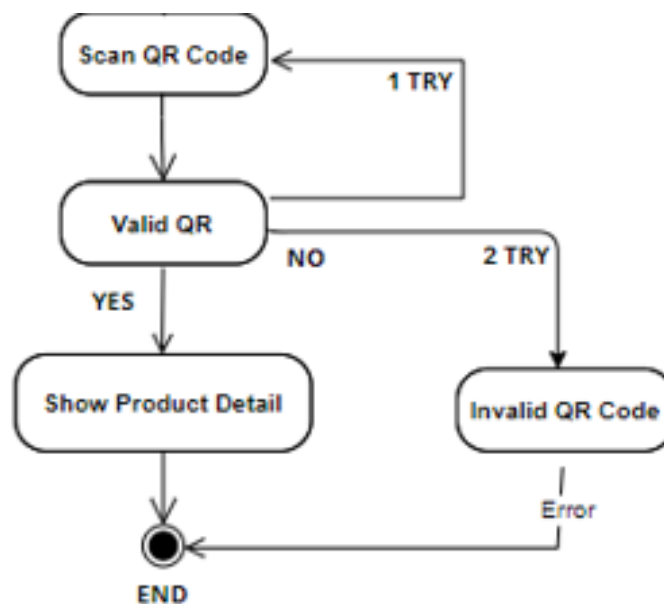 Scan QR Code
1 TRY
Valid QR
NO
2 TRY
YES
Show Product Detail
Invalid QR Code
Error
END